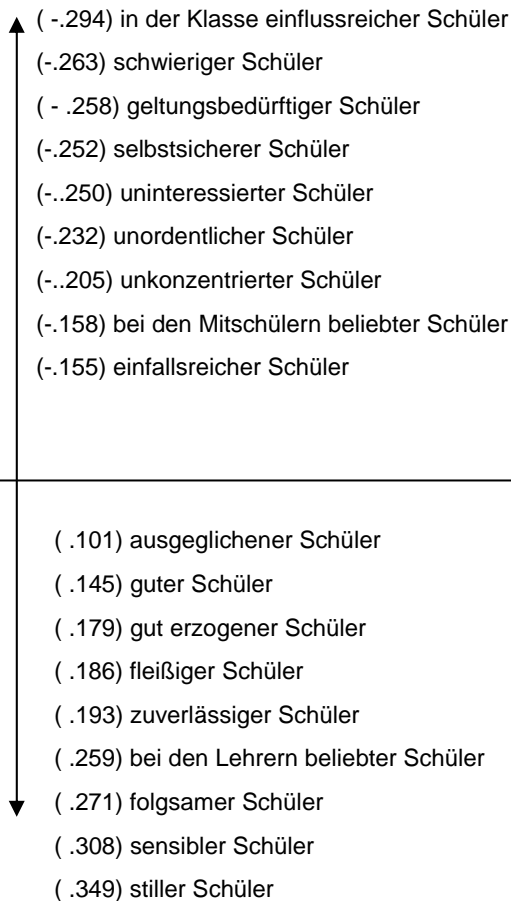 ( -.294) in der Klasse einflussreicher Schüler
(-.263) schwieriger Schüler
( - .258) geltungsbedürftiger Schüler
(-.252) selbstsicherer Schüler
(-..250) uninteressierter Schüler
(-.232) unordentlicher Schüler
(-..205) unkonzentrierter Schüler
(-.158) bei den Mitschülern beliebter Schüler
(-.155) einfallsreicher Schüler
( .101) ausgeglichener Schüler
( .145) guter Schüler
( .179) gut erzogener Schüler
( .186) fleißiger Schüler
( .193) zuverlässiger Schüler
( .259) bei den Lehrern beliebter Schüler
( .271) folgsamer Schüler
( .308) sensibler Schüler
( .349) stiller Schüler